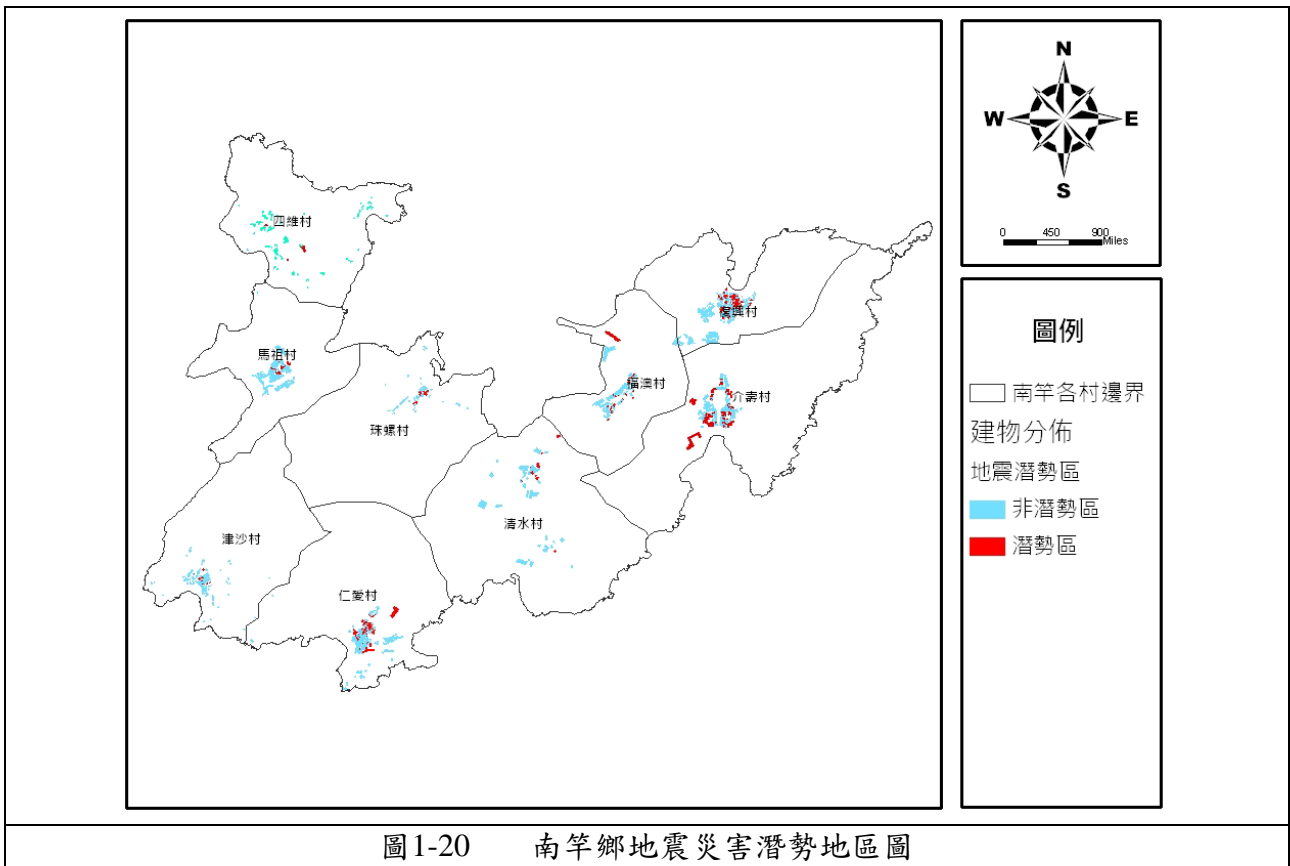 N
W
E
S
0 450 900
Miles
四維村
馬祖村
珠螺村
津沙村
仁愛村
清水村
福澳村
復興村
介壽村
圖例
南竿各村邊界
建物分佈
地震潛勢區
非潛勢區
潛勢區
圖1-20 南竿鄉地震災害潛勢地區圖